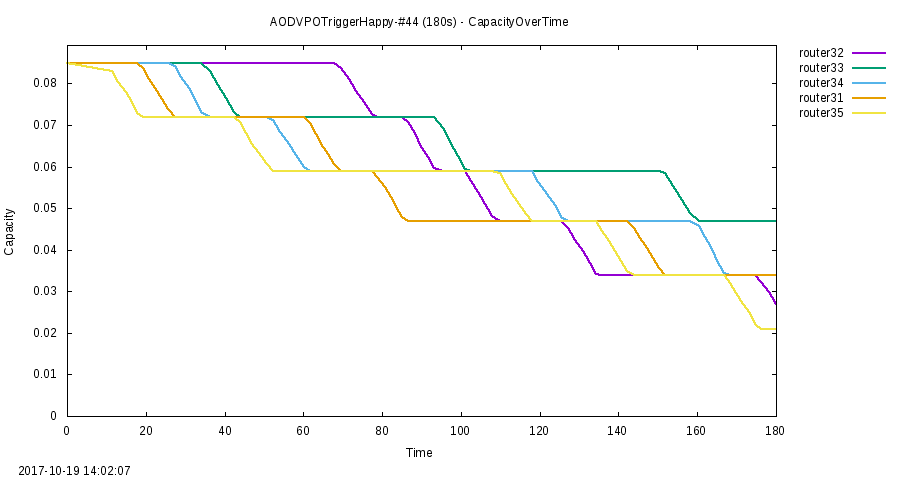 AODVPOTriggerHappy-#44 (180s) - CapacityOverTime
router32
router33
router34
router31
router35
0.08
0.07
0.06
0.05
0.04
0.03
0.02
0.01
0
Capacity
0 20 40 60 80 100 120 140 160 180
Time
2017-10-19 14:02:07